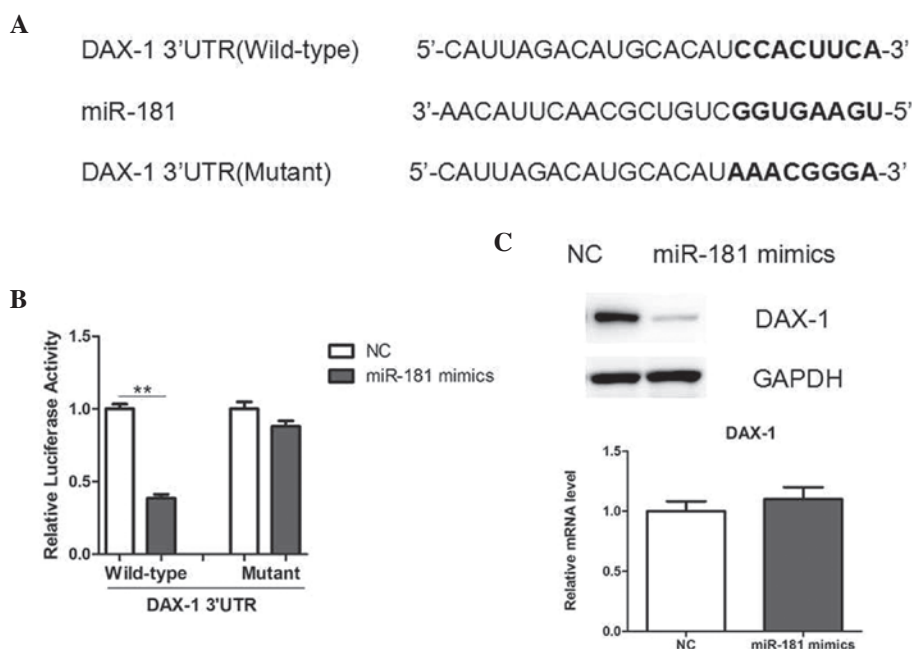 A
DAX-1 3'UTR(Wild-type) 5'-CAUUAGACAUGCACAUCCACUUCA-3'
miR-181 3'-AACAUUCAACGCUGUCGGUGAAGU-5'
DAX-1 3'UTR(Mutant) 5'-CAUUAGACAUGCACAUAAACGGGA-3'
B
Relative Luciferase Activity
1.5
1.0
0.5
0.0
**
NC
miR-181 mimics
Wild-type Mutant
DAX-1 3'UTR
C
NC miR-181 mimics
DAX-1
GAPDH
DAX-1
Relative mRNA level
1.5
1.0
0.5
0.0
NC miR-181 mimics